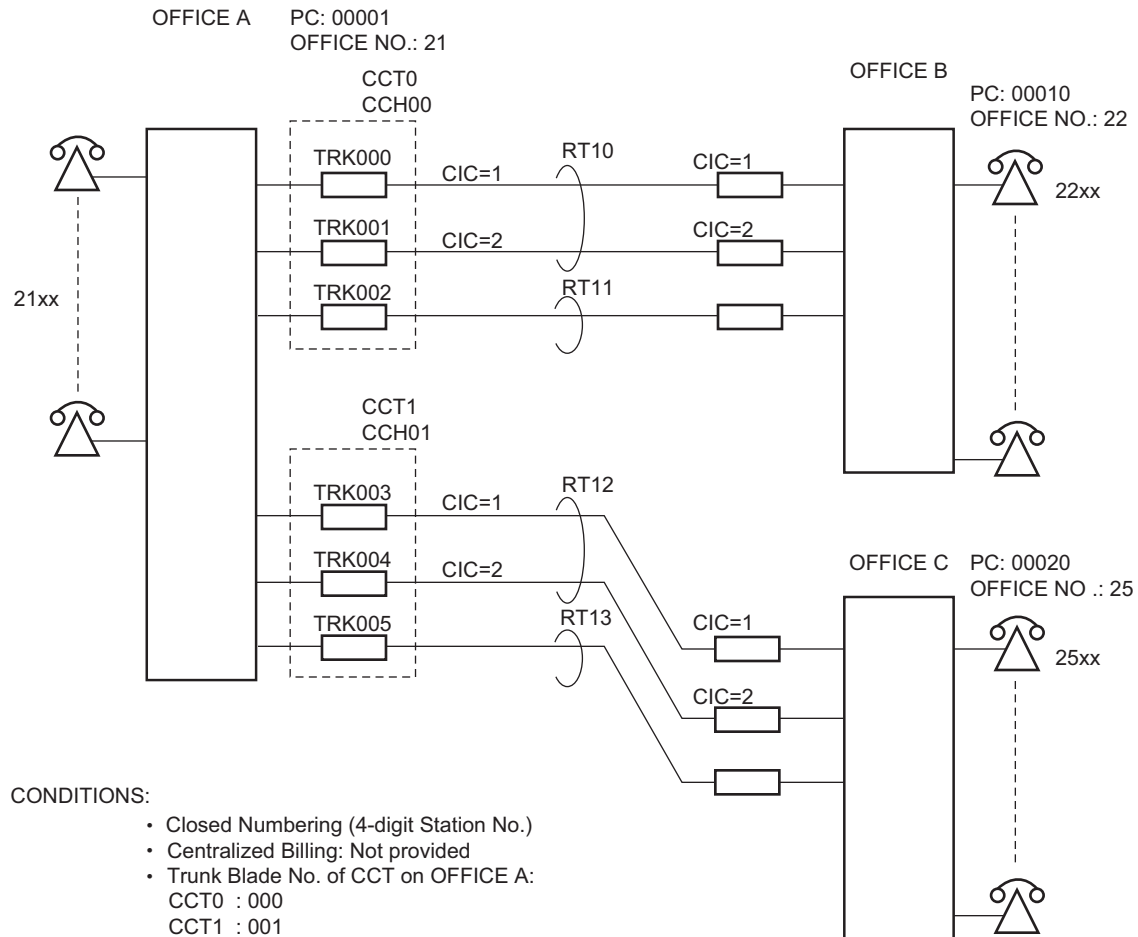 OFFICE A PC: 00001
OFFICE NO.: 21
CCT0
CCH00
OFFICE B
PC: 00010
OFFICE NO.: 22
TRK000
CIC=1
RT10
CIC=1
22xx
TRK001
CIC=2
CIC=2
21xx
TRK002
RT11
CCT1
CCH01
TRK003
CIC=1
RT12
TRK004
CIC=2
OFFICE C PC: 00020
OFFICE NO .: 25
TRK005
RT13
CIC=1
25xx
CIC=2
CONDITIONS:
• Closed Numbering (4-digit Station No.)
• Centralized Billing: Not provided
• Trunk Blade No. of CCT on OFFICE A:
CCT0 : 000
CCT1 : 001